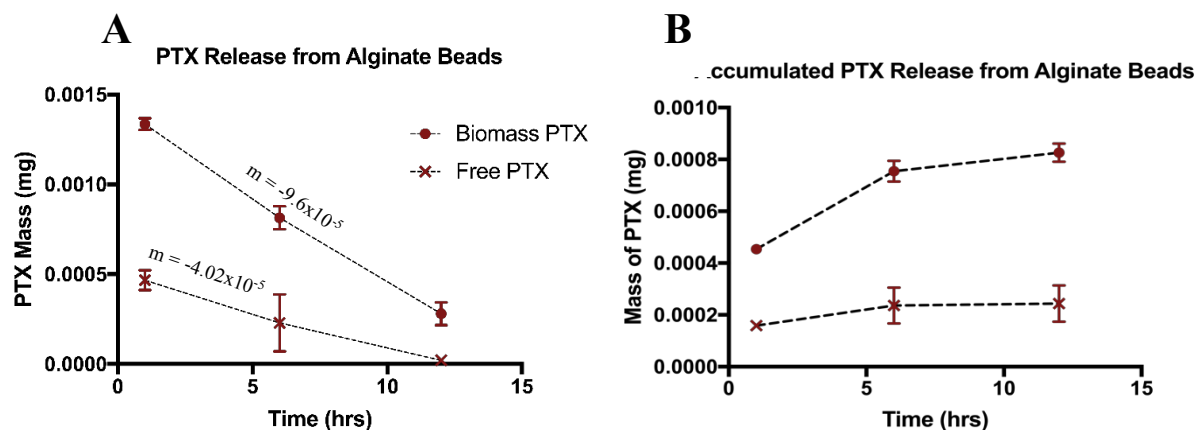 A
PTX Release from Alginate Beads
PTX Mass (mg)
0.0015
0.0010
0.0005
0.0000
0
5
10
15
Time (hrs)
Biomass PTX
Free PTX
m = -9.6x10-5
m = -4.02x10-5
B
ccumulated PTX Release from Alginate Beads
Mass of PTX (mg)
0.0010
0.0008
0.0006
0.0004
0.0002
0.0000
0
5
10
15
Time (hrs)